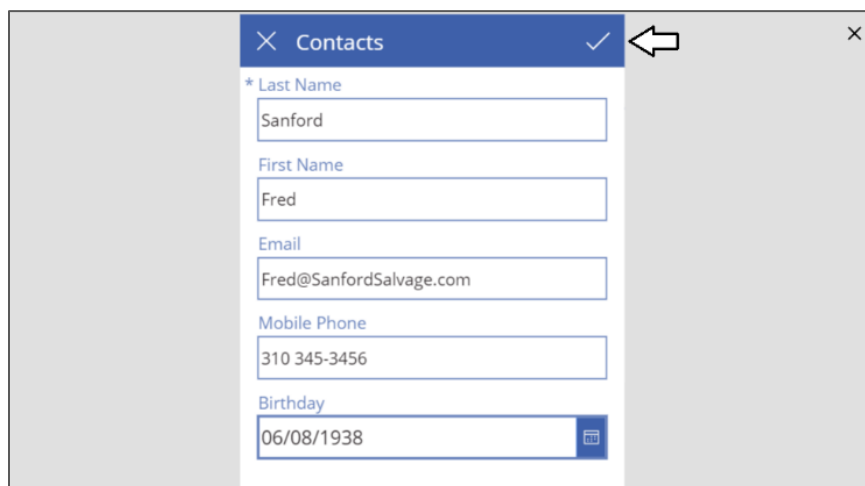 Contacts
* Last Name
Sanford
First Name
Fred
Email
Fred@SanfordSalvage.com
Mobile Phone
310 345-3456
Birthday
06/08/1938